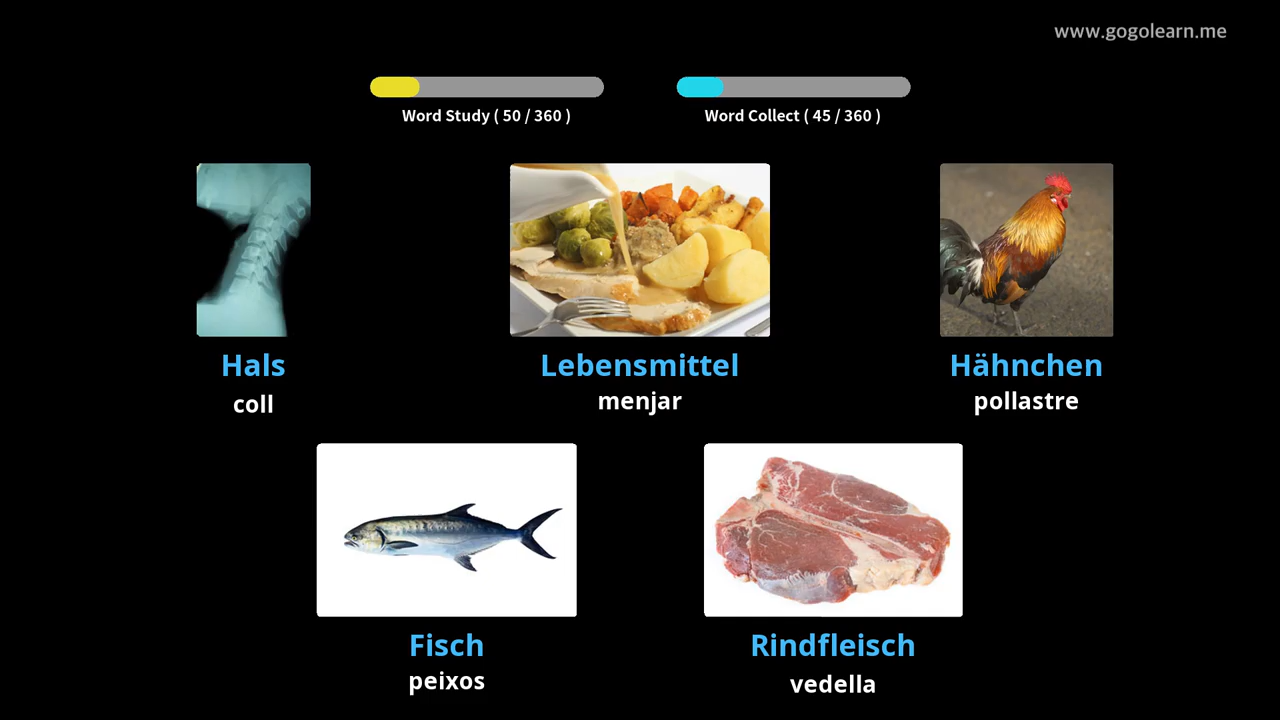 www.gogolearn.me
Word Study ( 50 / 360 )
Word Collect ( 45 / 360 )
Hals
coll
Lebensmittel
menjar
Hähnchen
pollastre
Fisch
peixos
Rindfleisch
vedella